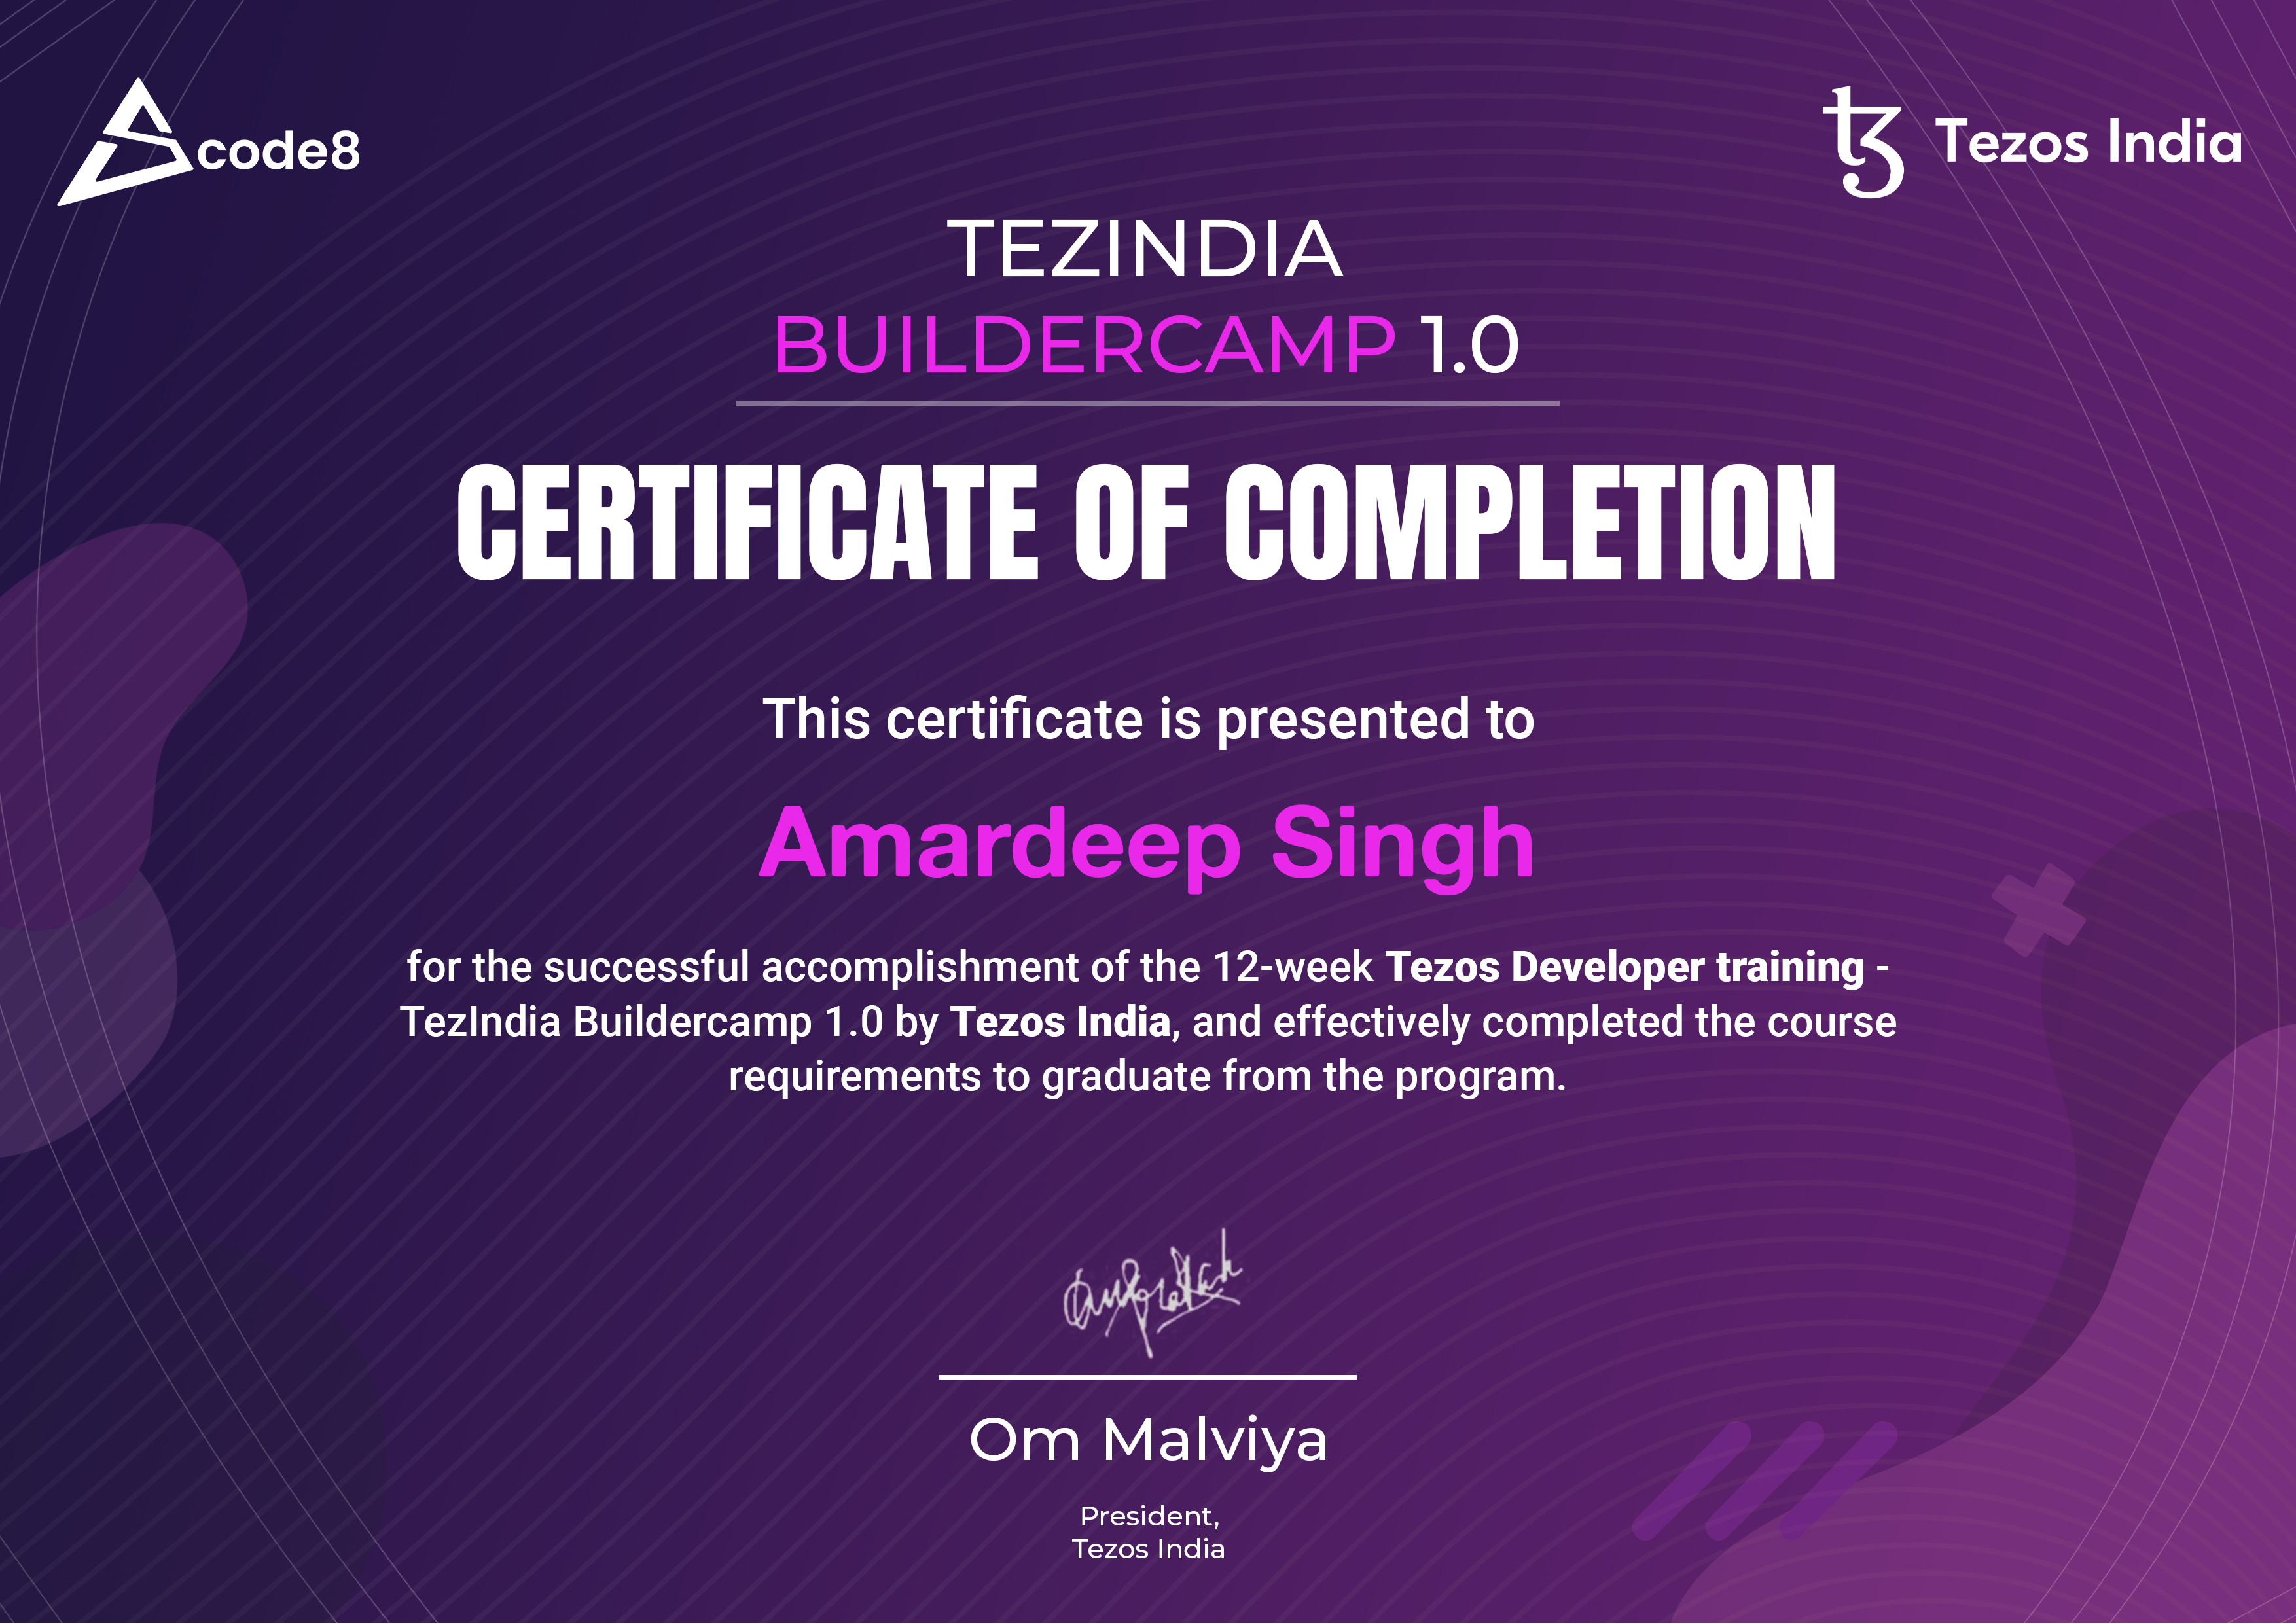 code8
Tezos India
TEZINDIA
BUILDERCAMP 1.0
CERTIFICATE OF COMPLETION
This certificate is presented to
Amardeep Singh
for the successful accomplishment of the 12-week Tezos Developer training -
TezIndia Buildercamp 1.0 by Tezos India, and effectively completed the course
requirements to graduate from the program.
Om Malviya
President,
Tezos India